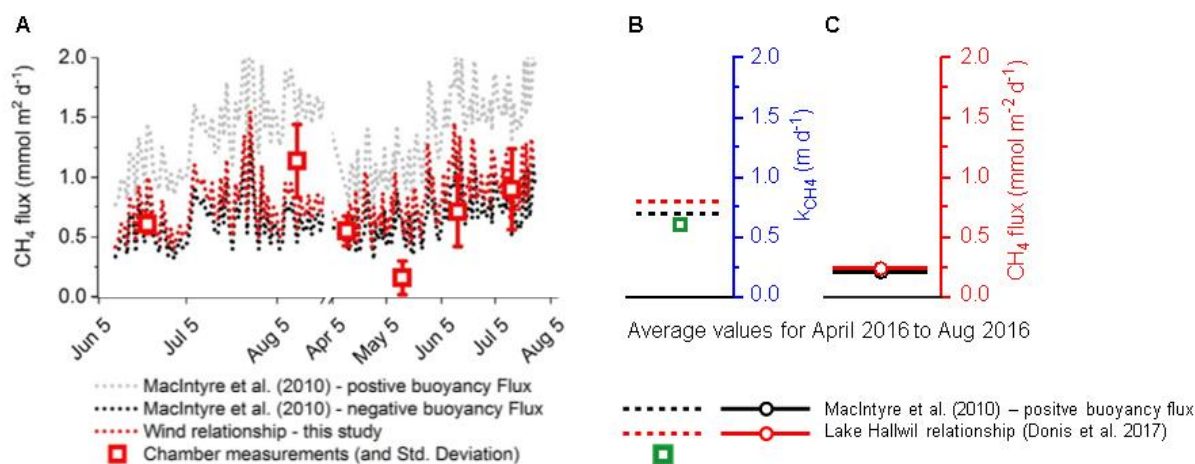 A
B
C
CH4 flux (mmol m2 d-1)
2.0
1.5
1.0
0.5
0.0
Jun 5
Jul 5
Aug 5
Apr 5
May 5
Jun 5
Jul 5
Aug 5
MacIntyre et al. (2010) - postive buoyancy Flux
MacIntyre et al. (2010) - negative buoyancy Flux
Wind relationship - this study
Chamber measurements (and Std. Deviation)
2.0
1.5
1.0
0.5
0.0
kCH4 (m d-1)
2.0
1.5
1.0
0.5
0.0
CH4 flux (mmol m-2 d-1)
Average values for April 2016 to Aug 2016
MacIntyre et al. (2010) – positve buoyancy flux
Lake Hallwil relationship (Donis et al. 2017)